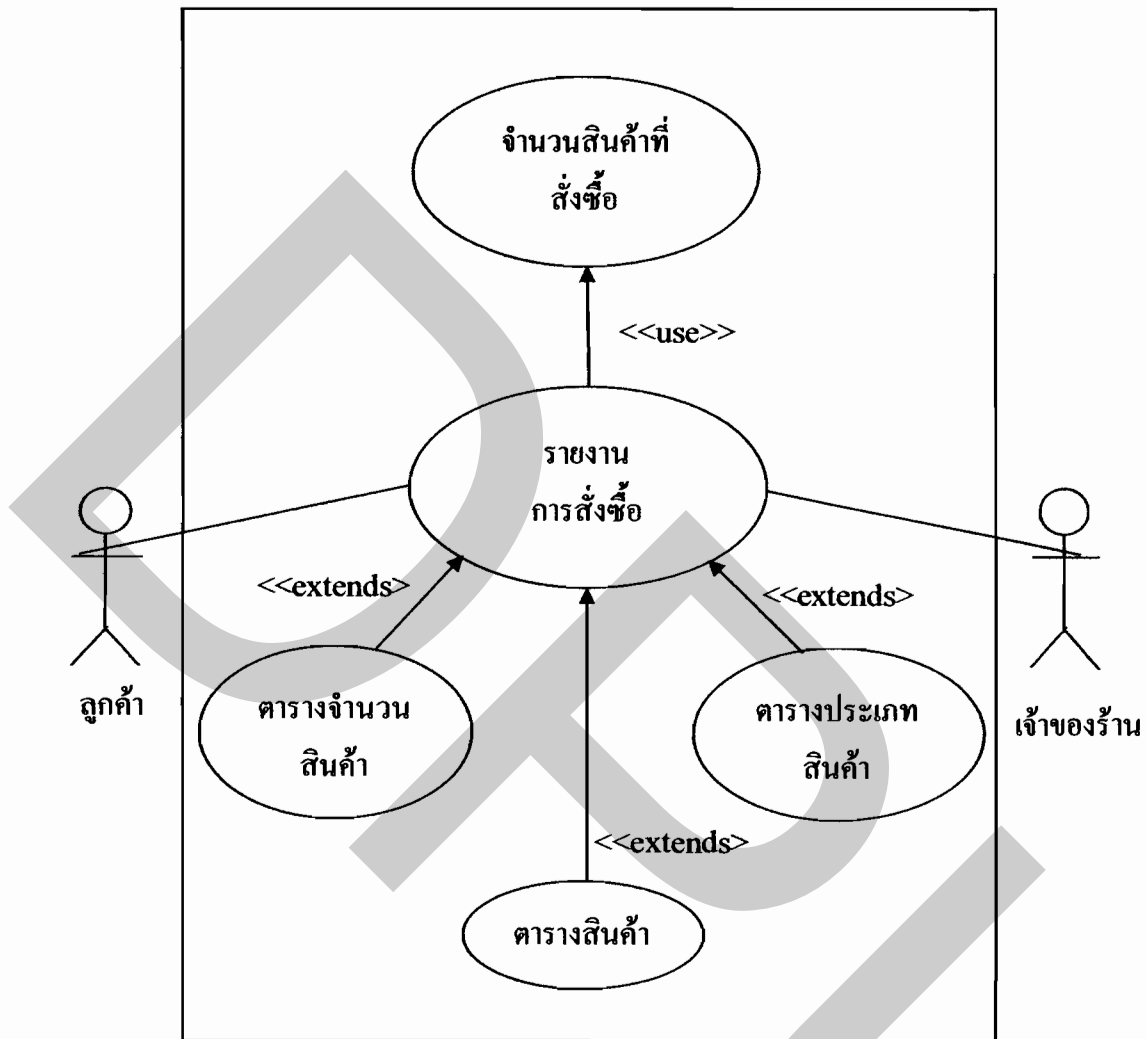 จำนวนสินค้าที่
สั่งซื้อ
<<use>>
รายงาน
การสั่งซื้อ
<<extends>
<<extends>
ลูกค้า
ตารางจำนวน
สินค้า
ตารางประเภท
สินค้า
เจ้าของร้าน
<<extends>
ตารางสินค้า